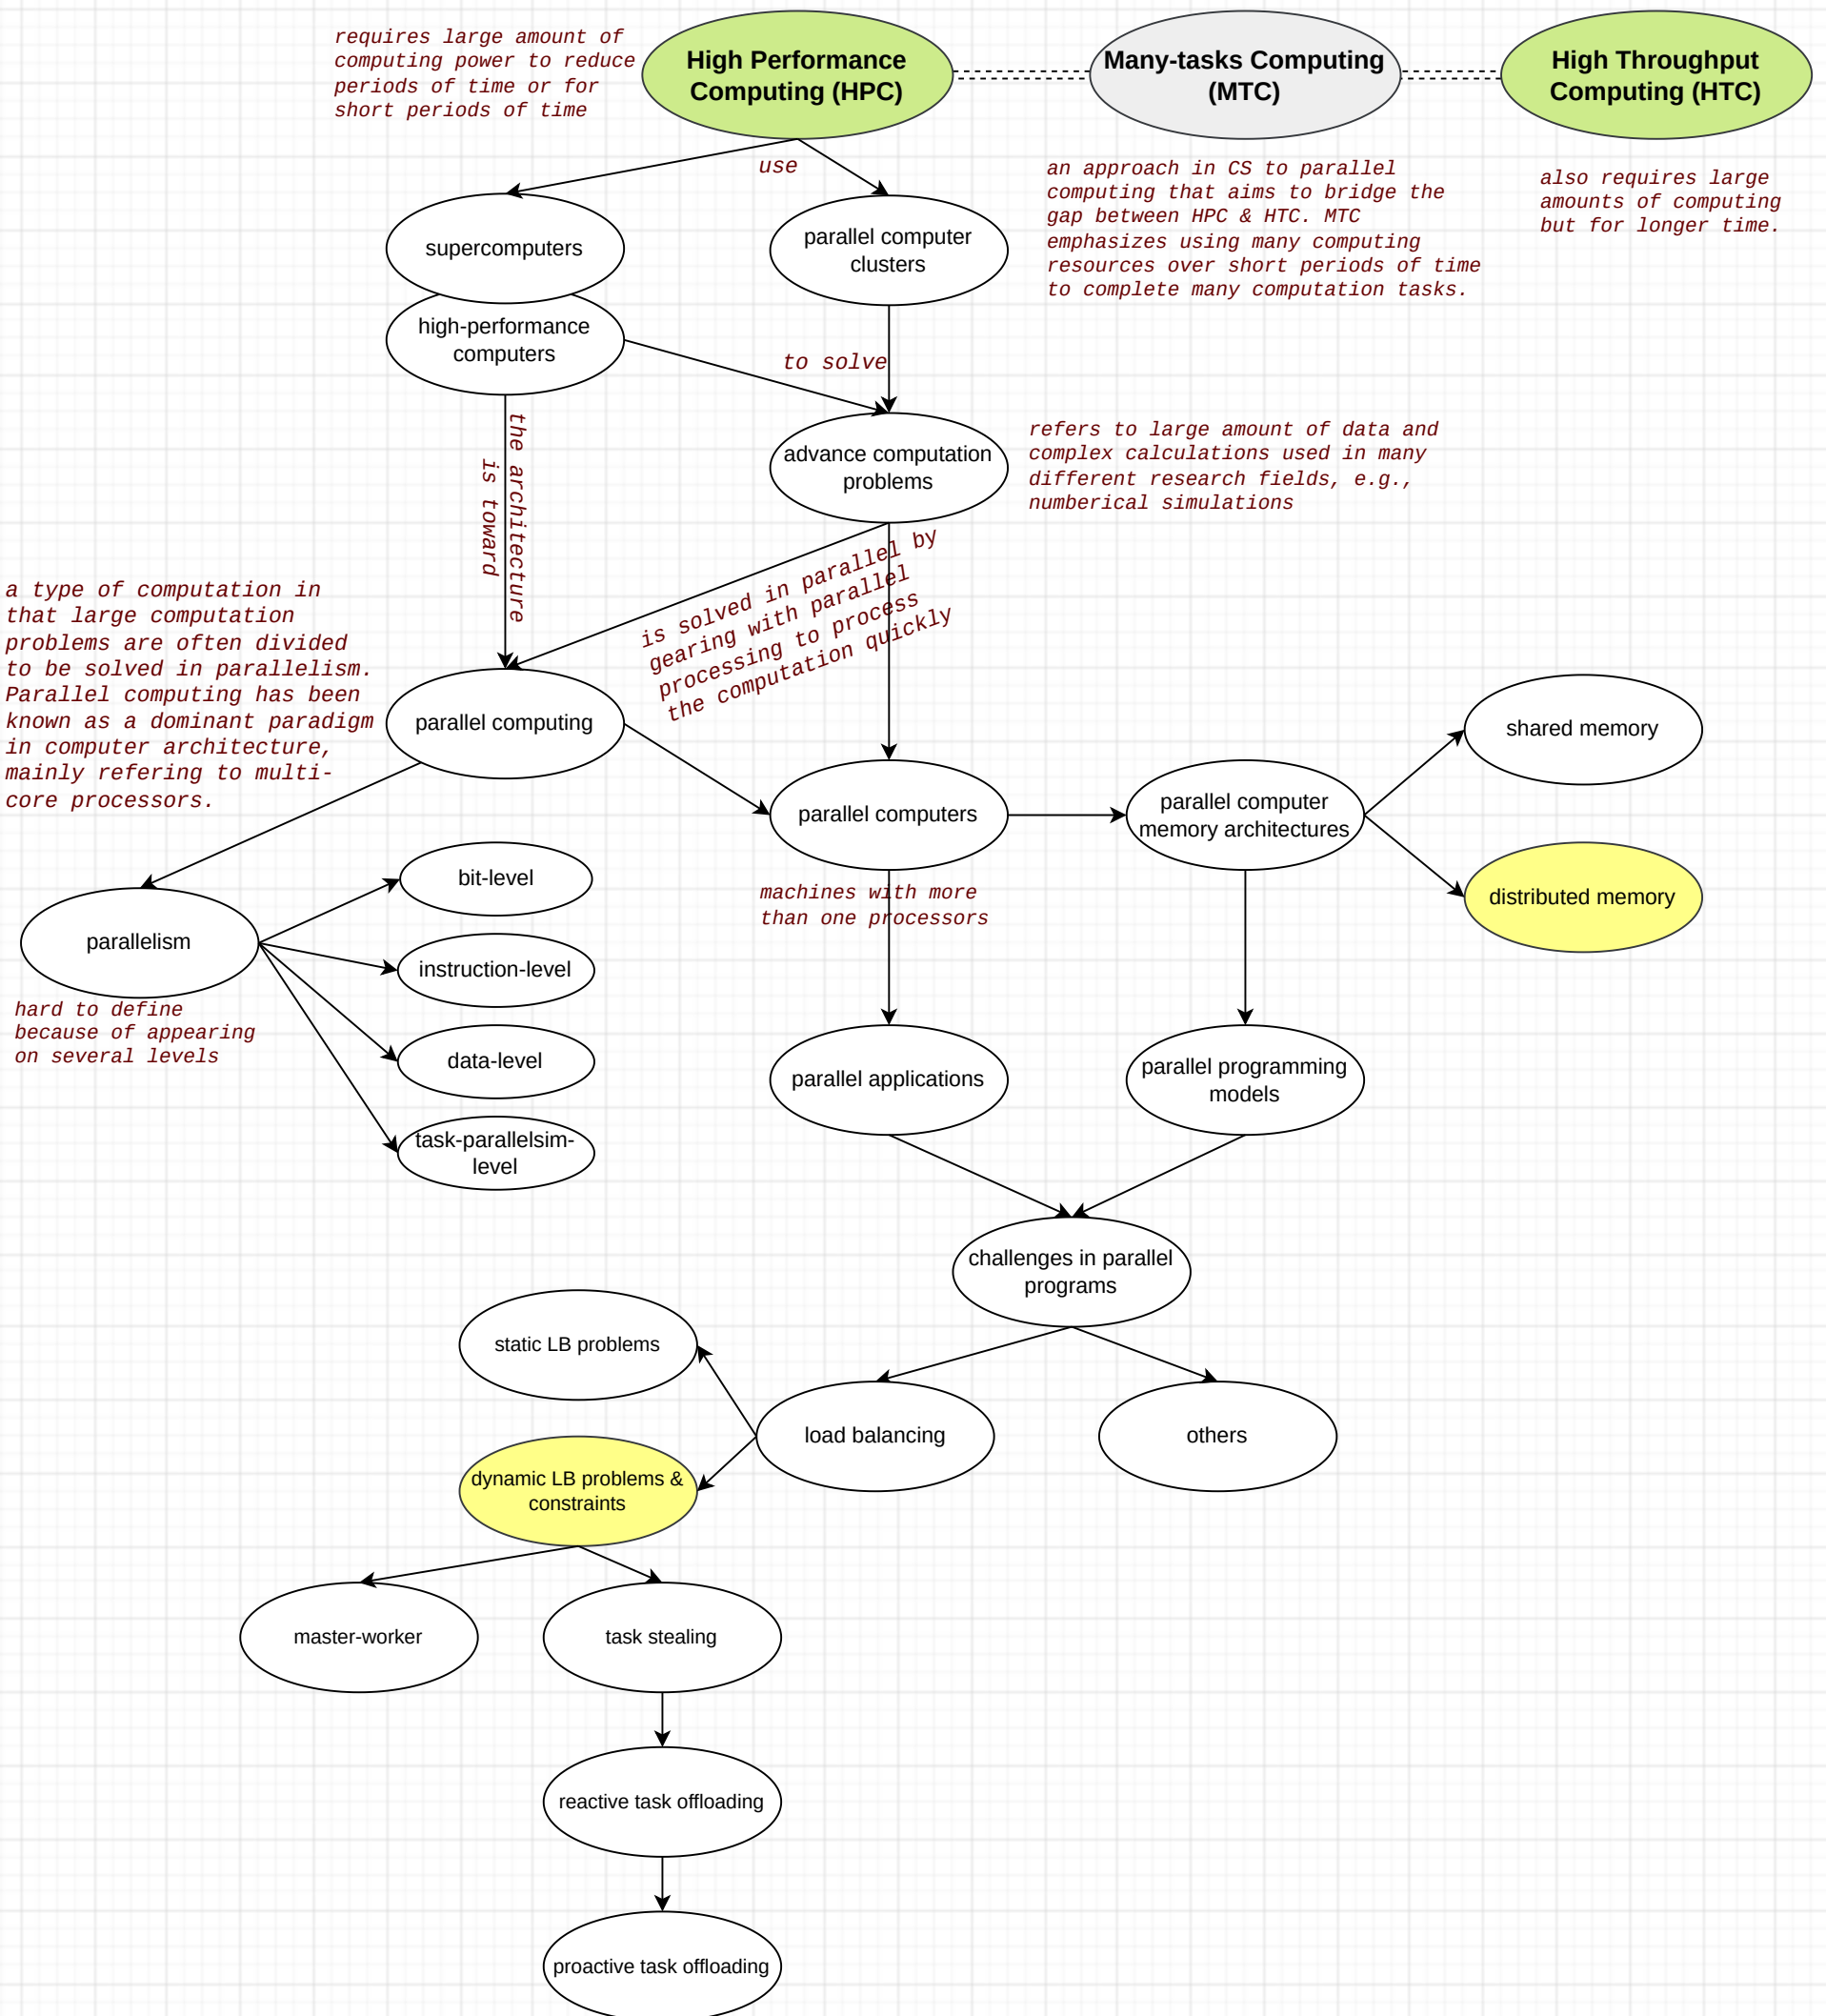 requires large amount of
computing power to reduce
periods of time or for
short periods of time
High Performance
Computing (HPC)
Many-tasks Computing
(MTC)
High Throughput
Computing (HTC)
use
an approach in CS to parallel
computing that aims to bridge the
gap between HPC & HTC. MTC
emphasizes using many computing
resources over short periods of time
to complete many computation tasks.
also requires large
amounts of computing
but for longer time.
supercomputers
parallel computer
clusters
high-performance
computers
to solve
the architecture
is toward
advance computation
problems
refers to large amount of data and
complex calculations used in many
different research fields, e.g.,
numberical simulations
is solved in parallel by
gearing with parallel
processing to process
the computation quickly
a type of computation in
that large computation
problems are often divided
to be solved in parallelism.
Parallel computing has been
known as a dominant paradigm
in computer architecture,
mainly refering to multi-
core processors.
parallel computing
shared memory
parallel computers
parallel computer
memory architectures
distributed memory
machines with more
than one processors
parallelism
hard to define
because of appearing
on several levels
bit-level
instruction-level
data-level
task-parallelsim-
level
parallel applications
parallel programming
models
challenges in parallel
programs
static LB problems
load balancing
others
dynamic LB problems &
constraints
master-worker
task stealing
reactive task offloading
proactive task offloading